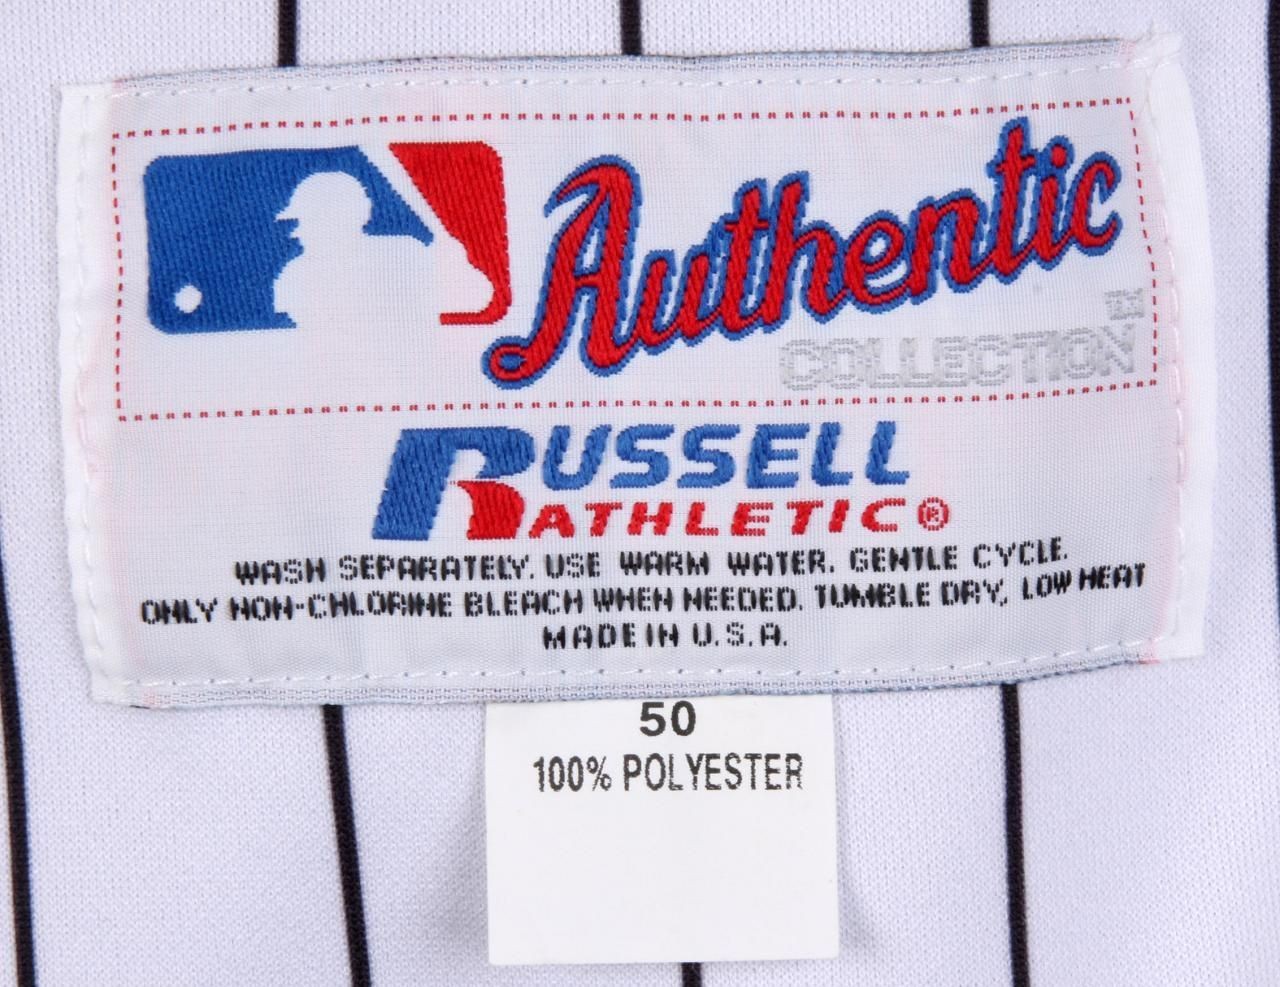 Authentic
COLLECTION™
RUSSELL
ATHLETIC®
WASH SEPARATELY. USE WARM WATER. GENTLE CYCLE.
ONLY NON-CHLORINE BLEACH WHEN NEEDED. TUMBLE DRY, LOW HEAT
MADE IN U.S.A.
50
100% POLYESTER